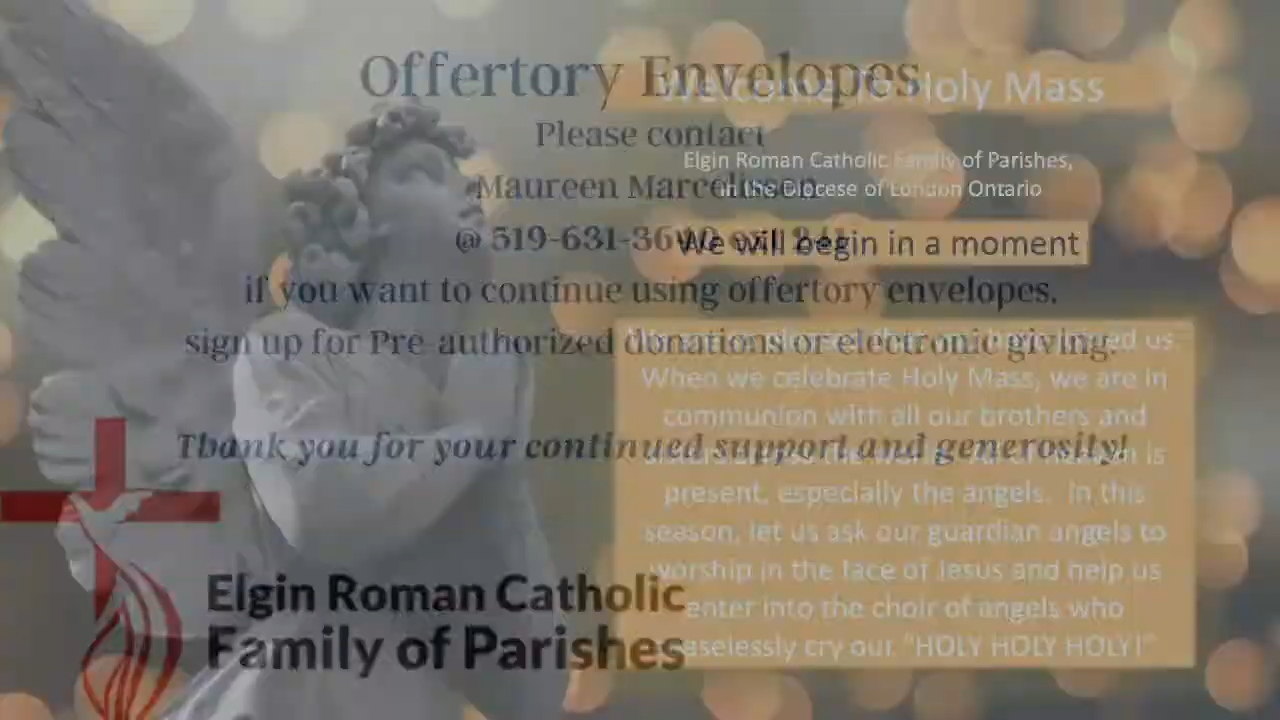 Offertory Envelopes
Please contact
Maureen Marcelissen
@ 519-631-36
if you want to continue using offertory envelopes,
sign up for Pre-authorized donations or electronic giving.
Thank you for your continued support and generosity!
Elgin Roman Catholic
Family of Parishes
Welcome To Holy Mass
Elgin Roman Catholic Family of Parishes,
in the Diocese of London Ontario
We will begin in a moment
us
When we celebrate Holy Mass, we are in
communion with all our brothers and
is
present, especially the angels. In this
season, let us ask our guardian angels to
worship in the face of Jesus and help us
enter into the choir of angels who
ceaselessly cry out "HOLY HOLY HOLY!"